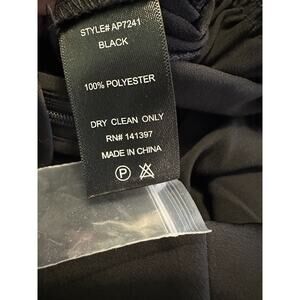 STYLE# AP7241
BLACK
100% POLYESTER
DRY CLEAN ONLY
RN# 141397
MADE IN CHINA
P